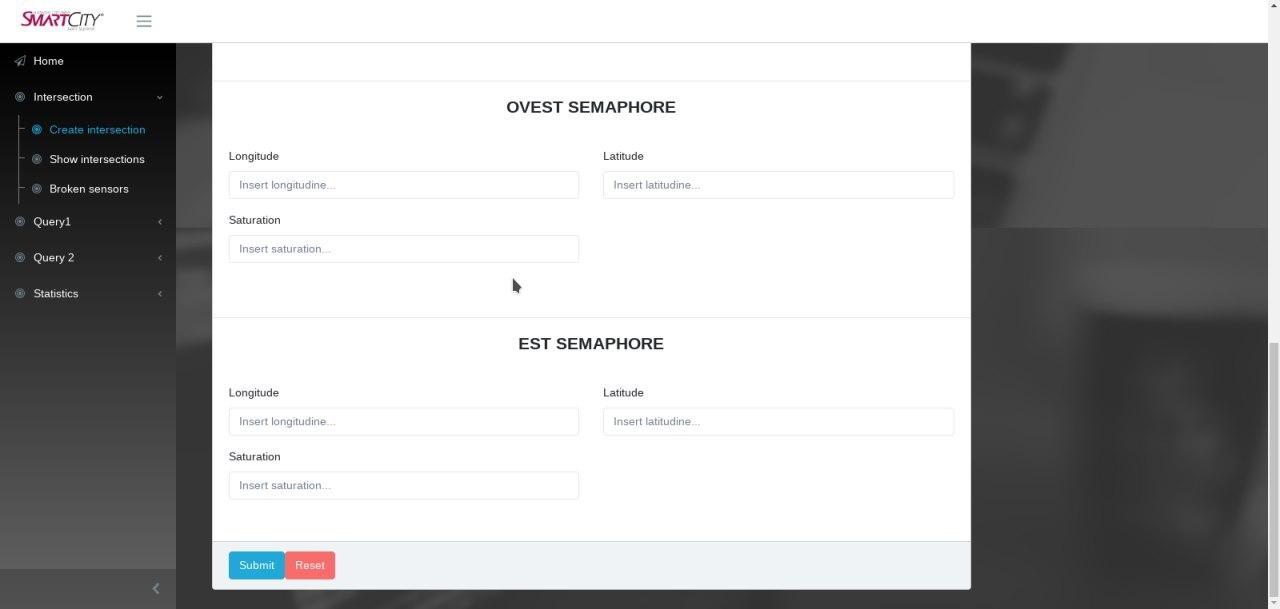 SMARTCITY
Home
Intersection
Create intersection
Show intersections
Broken sensors
Query1
Query 2
Statistics
OVEST SEMAPHORE
Longitude Latitude
Insert longitudine... Insert latitudine...
Saturation
Insert saturation...
EST SEMAPHORE
Longitude Latitude
Insert longitudine... Insert latitudine...
Saturation
Insert saturation...
Submit Reset